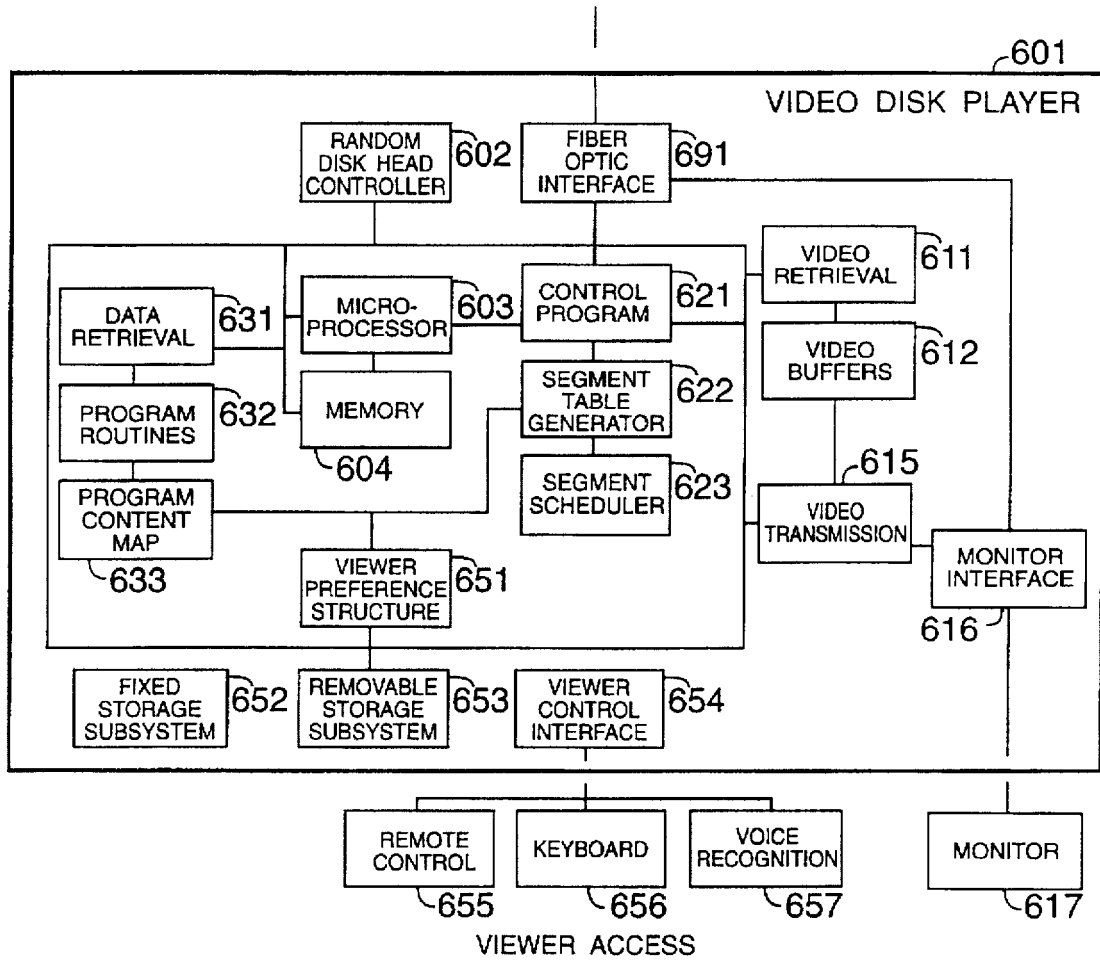 601
VIDEO DISK PLAYER
RANDOM
DISK HEAD
CONTROLLER
602
FIBER
OPTIC
INTERFACE
691
VIDEO
RETRIEVAL
611
DATA
RETRIEVAL
631
MICRO-
PROCESSOR
603
CONTROL
PROGRAM
621
VIDEO
BUFFERS
612
PROGRAM
ROUTINES
632
MEMORY
604
SEGMENT
TABLE
GENERATOR
622
PROGRAM
CONTENT
MAP
633
SEGMENT
SCHEDULER
623
615
VIDEO
TRANSMISSION
MONITOR
INTERFACE
616
VIEWER
PREFERENCE
STRUCTURE
651
FIXED
STORAGE
SUBSYSTEM
652
REMOVABLE
STORAGE
SUBSYSTEM
653
VIEWER
CONTROL
INTERFACE
654
REMOTE
CONTROL
655
KEYBOARD
656
VOICE
RECOGNITION
657
MONITOR
617
VIEWER ACCESS